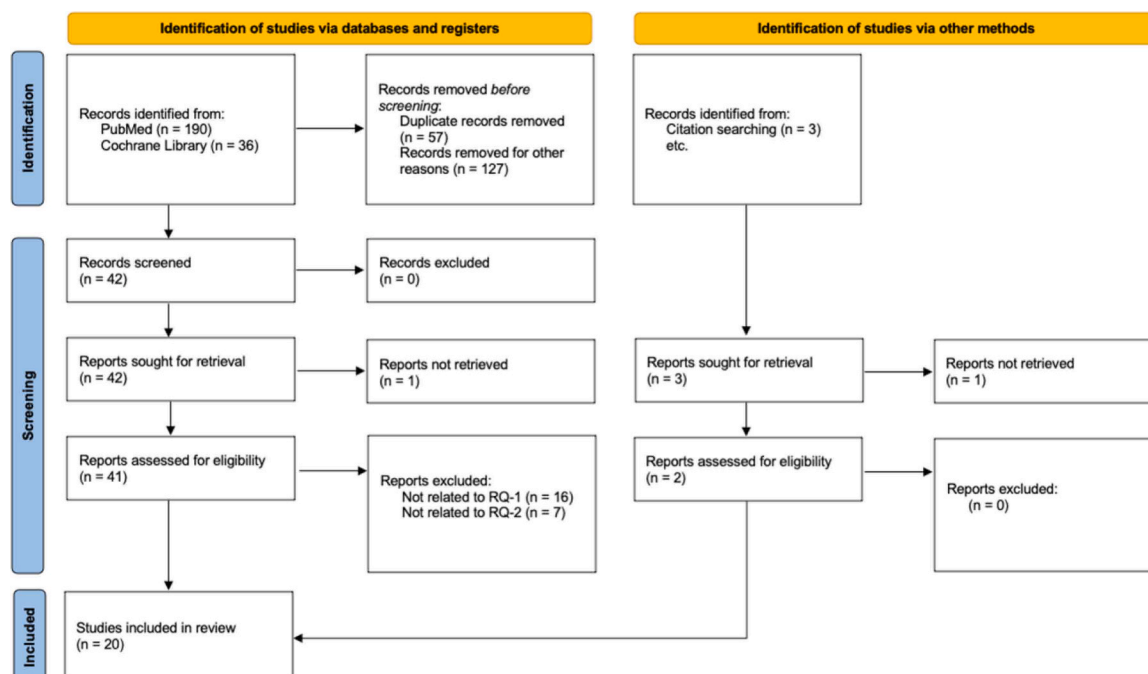 Identification of studies via databases and registers
Identification of studies via other methods
Identification
Records identified from:
PubMed (n = 190)
Cochrane Library (n = 36)
Records removed before
screening:
Duplicate records removed
(n = 57)
Records removed for other
reasons (n = 127)
Records identified from:
Citation searching (n = 3)
etc.
Screening
Records screened
(n = 42)
Records excluded
(n = 0)
Reports sought for retrieval
(n = 42)
Reports not retrieved
(n = 1)
Reports sought for retrieval
(n = 3)
Reports not retrieved
(n = 1)
Reports assessed for eligibility
(n = 41)
Reports excluded:
Not related to RQ-1 (n = 16)
Not related to RQ-2 (n = 7)
Reports assessed for eligibility
(n = 2)
Reports excluded:
(n = 0)
Included
Studies included in review
(n = 20)